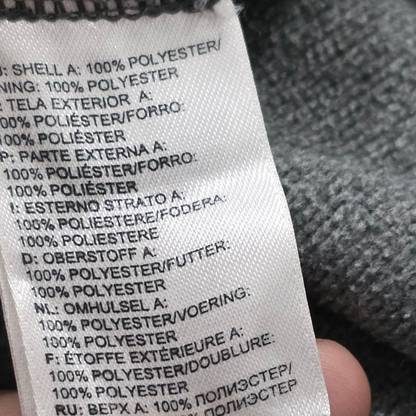 : SHELL A: 100% POLYESTER/
NING: 100% POLYESTER
: TELA EXTERIOR A:
00% POLIÉSTER/FORRO:
00% POLIÉSTER
P: PARTE EXTERNA A:
100% POLIÉSTER/FORRO:
100% POLIÉSTER
I: ESTERNO STRATO A:
100% POLIESTERE/FODERA:
100% POLIESTERE
D: OBERSTOFF A:
100% POLYESTER/FUTTER:
100% POLYESTER
NL: OMHULSEL A:
100% POLYESTER/VOERING:
100% POLYESTER
F: ÉTOFFE EXTÉRIEURE A:
100% POLYESTER/DOUBLURE:
100% POLYESTER
RU: ВЕРХ А: 100% ПОЛИЭСТЕР/
100% ПОЛИЭСТЕР